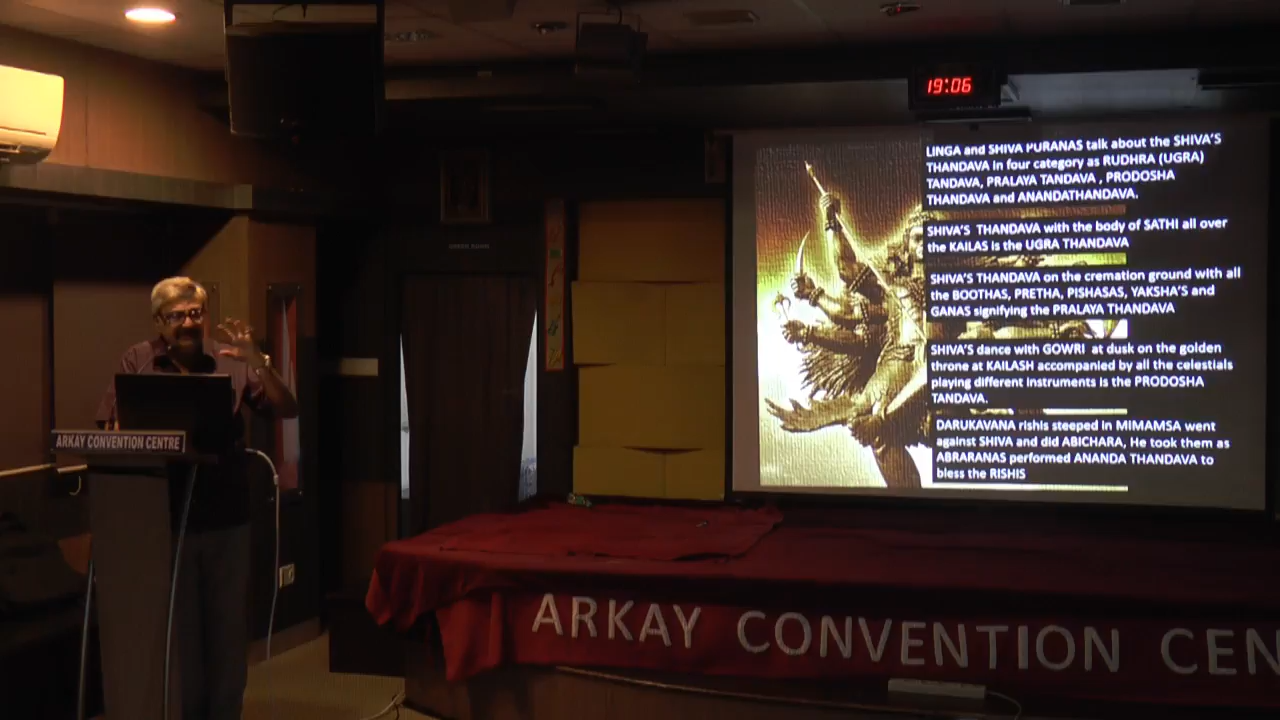 19:06
LINGA and SHIVA PURANAS talk about the SHIVA'S
THANDAVA in four category as RUDHRA (UGRA)
TANDAVA, PRALAYA TANDAVA , PRODOSHA
THANDAVA and ANANDATHANDAVA.
SHIVA'S THANDAVA with the body of SATHI all over
the KAILAS is the UGRA THANDAVA
SHIVA'S THANDAVA on the cremation ground with all
the BOOTHAS, PRETHA, PISHASAS, YAKSHA'S and
GANAS signifying the PRALAYA THANDAVA
SHIVA'S dance with GOWRI at dusk on the golden
throne at KAILASH accompanied by all the celestials
playing different instruments is the PRODOSHA
TANDAVA.
DARUKAVANA rishis steeped in MIMAMSA went
against SHIVA and did ABICHARA, He took them as
ABRARANAS performed ANANDA THANDAVA to
bless the RISHIS
ARKAY CONVENTION CENTRE
ARKAY CONVENTION CEN